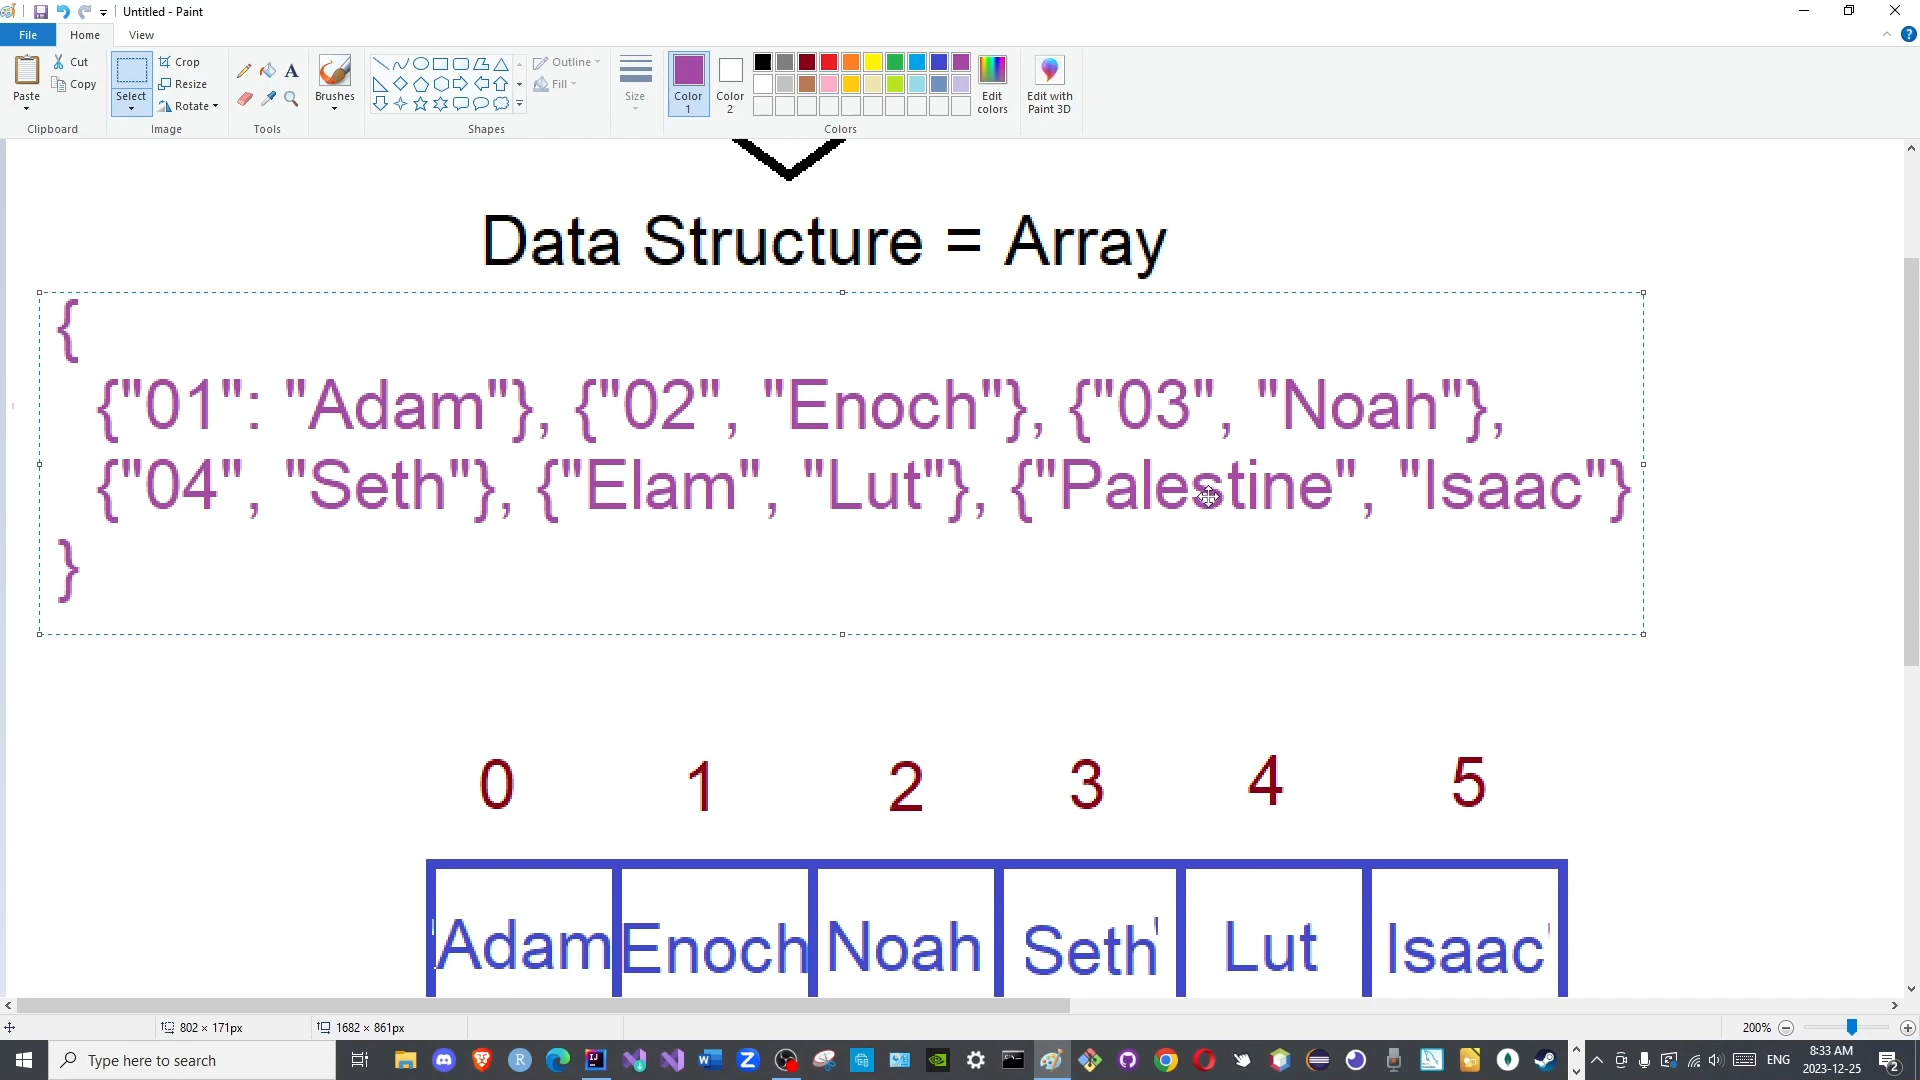 Untitled - Paint
File Home View
Paste Cut Copy Clipboard
Select Crop Resize Rotate Image
Tools
Brushes
Shapes Outline Fill
Size
Color 1 Color 2 Edit colors Colors
Edit with Paint 3D
Data Structure = Array
{
{"01": "Adam"}, {"02", "Enoch"}, {"03", "Noah"},
{"04", "Seth"}, {"Elam", "Lut"}, {"Palestine", "Isaac"}
}
0 1 2 3 4 5
Adam Enoch Noah Seth' Lut Isaac'
802 × 171px 1682 × 861px 200%
Type here to search ENG 8:33 AM
2023-12-25 2